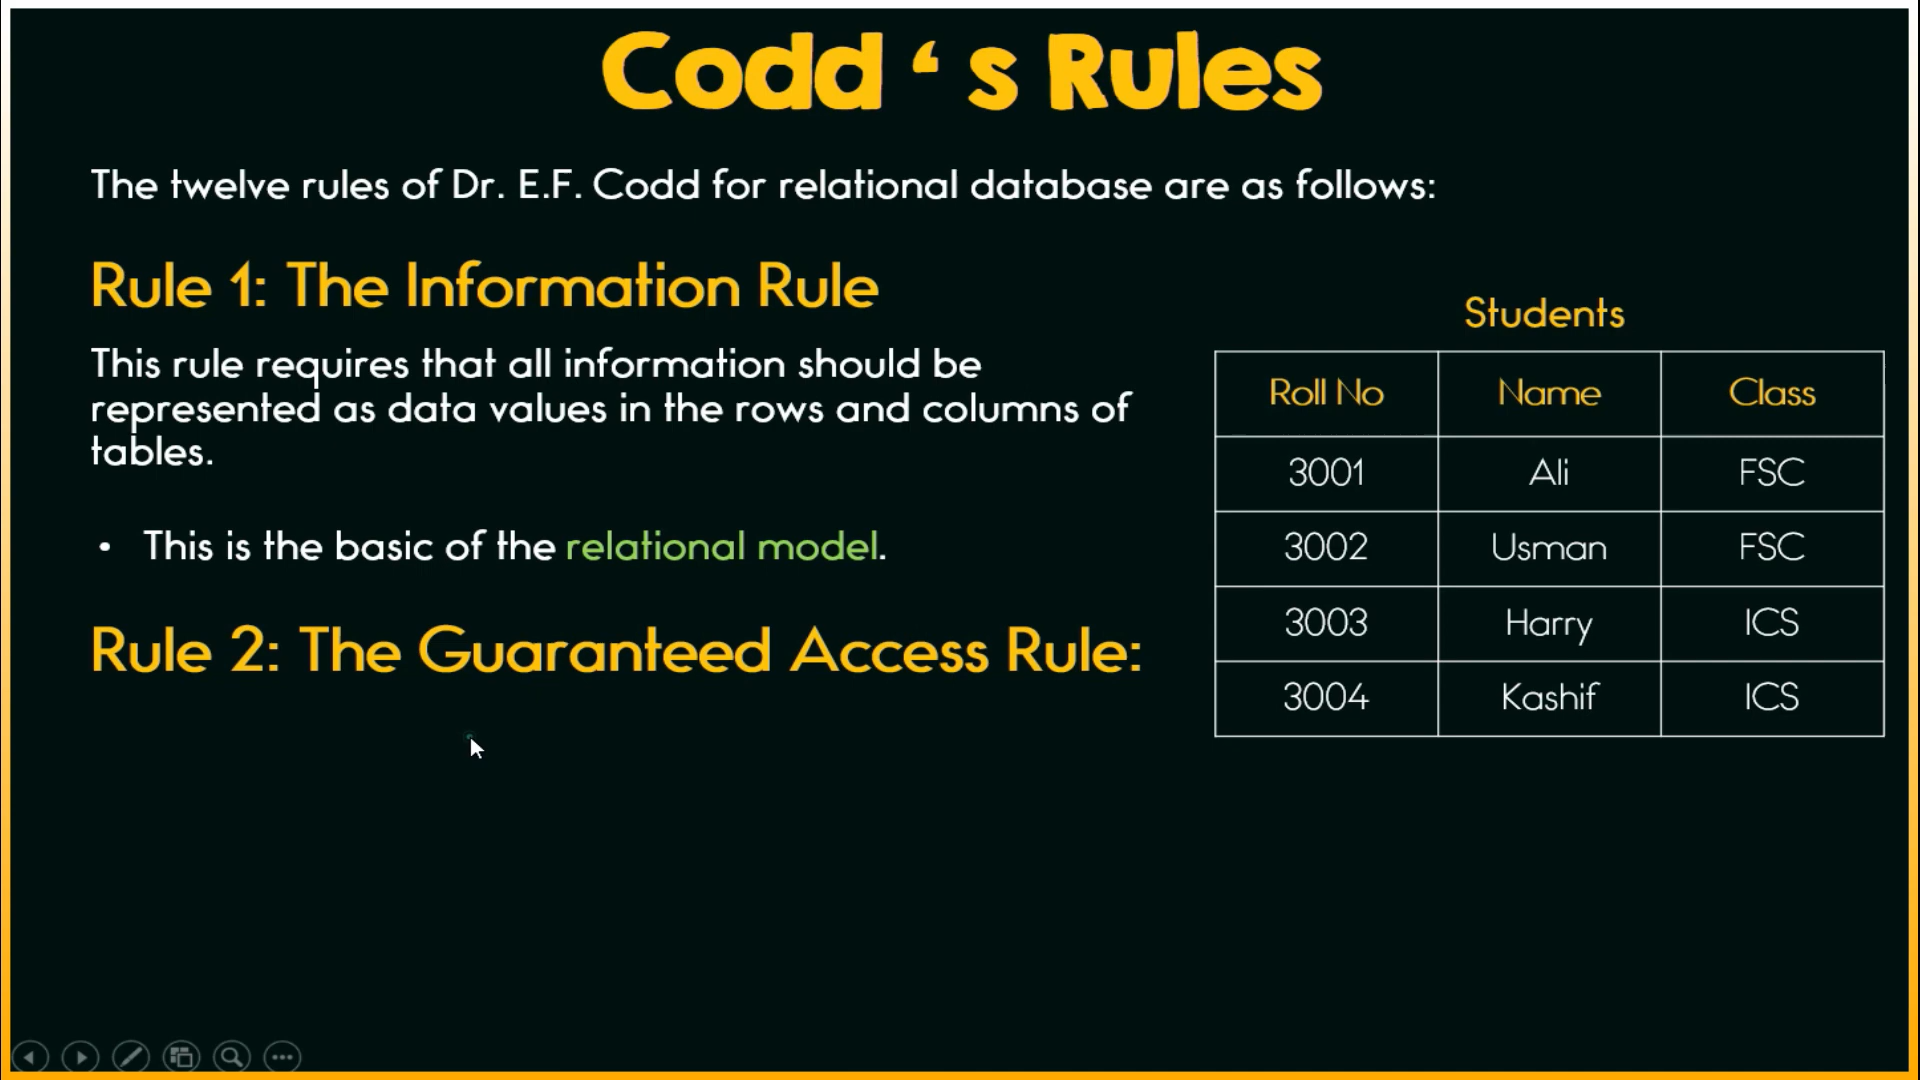 Codd ‘ s Rules
The twelve rules of Dr. E.F. Codd for relational database are as follows:
Rule 1: The Information Rule
This rule requires that all information should be
represented as data values in the rows and columns of
tables.
• This is the basic of the relational model.
Rule 2: The Guaranteed Access Rule:
Students
Roll No Name Class
3001 Ali FSC
3002 Usman FSC
3003 Harry ICS
3004 Kashif ICS